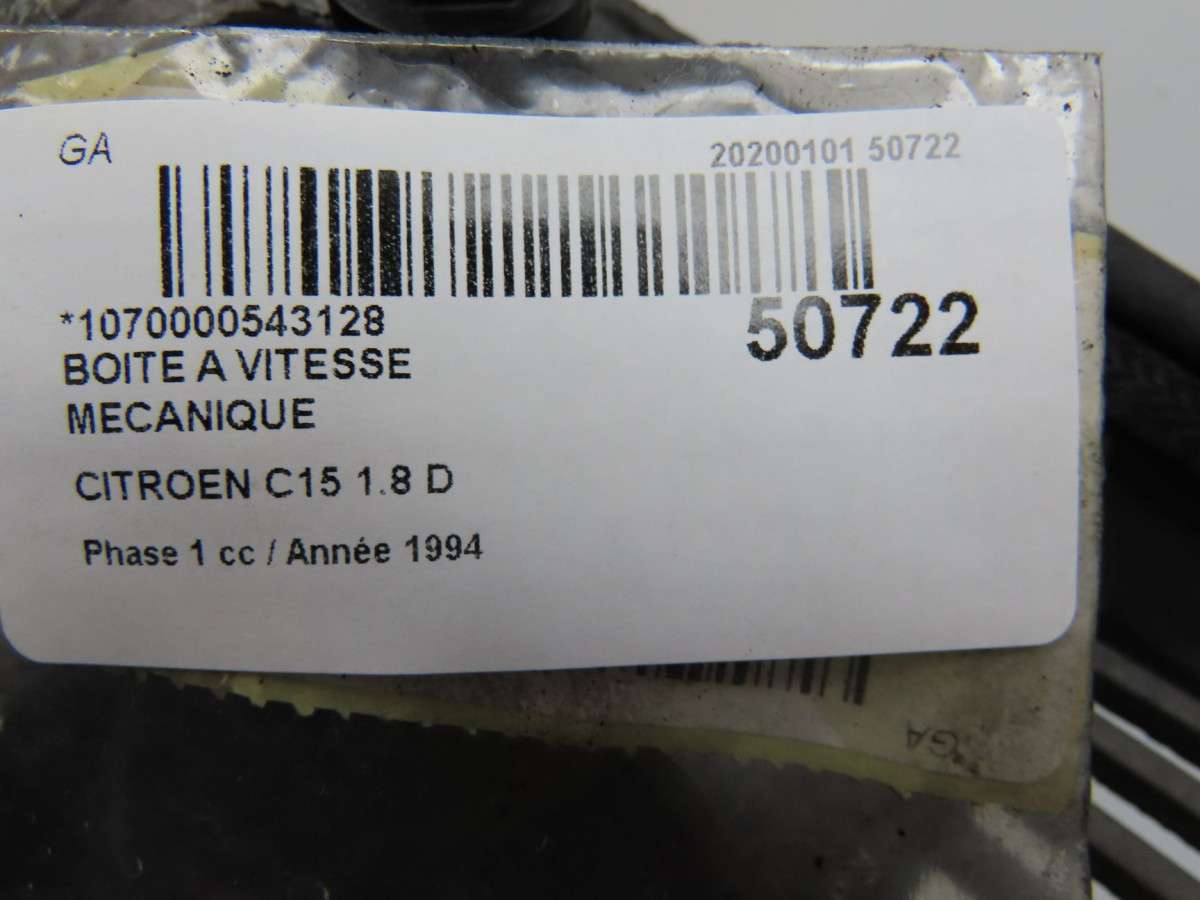 GA
20200101 50722
*1070000543128
50722
BOITE A VITESSE
MECANIQUE
CITROEN C15 1.8 D
Phase 1 cc / Année 1994
GA